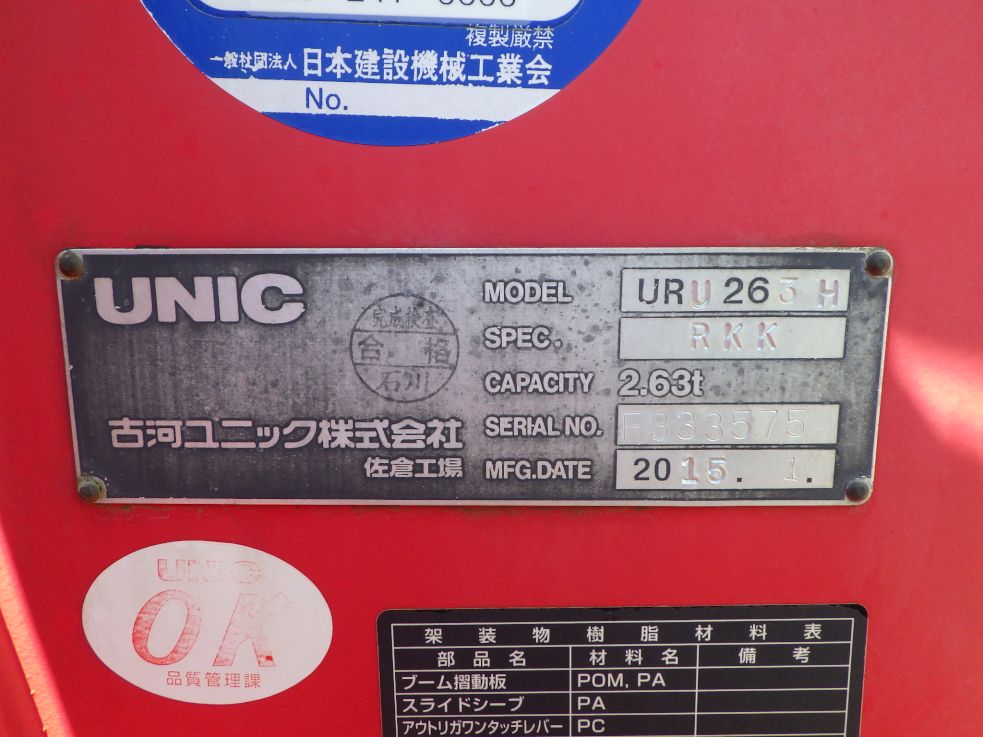 複製厳禁
一般社団法人 日本建設機械工業会
No.
UNIC
完成検査
合格
石川
古河ユニック株式会社
佐倉工場
MODEL URU263H
SPEC. RKK
CAPACITY 2.63t
SERIAL NO. F333575
MFG.DATE 2015. 1.
UNIC
OK
品質管理課
架装物樹脂材料表
部品名 材料名 備考
ブーム摺動板 POM, PA
スライドシーブ PA
アウトリガワンタッチレバー PC